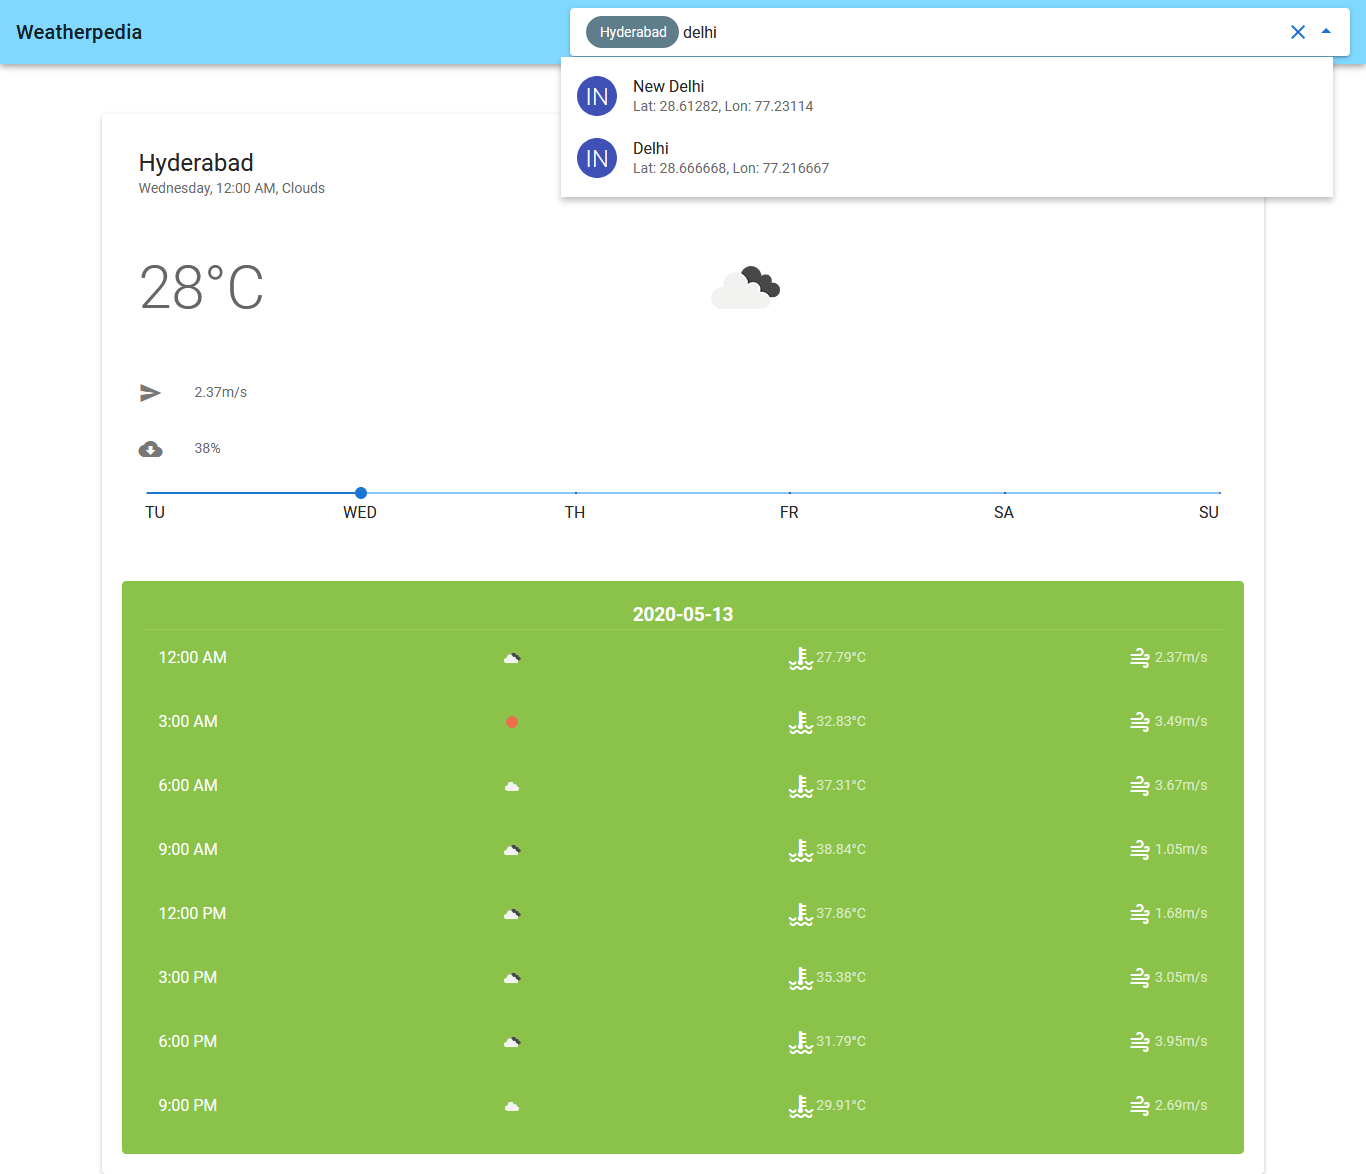 Weatherpedia
Hyderabad delhi
IN New Delhi
Lat: 28.61282, Lon: 77.23114
IN Delhi
Lat: 28.666668, Lon: 77.216667
Hyderabad
Wednesday, 12:00 AM, Clouds
28°C
2.37m/s
38%
TU WED TH FR SA SU
2020-05-13
12:00 AM 27.79°C 2.37m/s
3:00 AM 32.83°C 3.49m/s
6:00 AM 37.31°C 3.67m/s
9:00 AM 38.84°C 1.05m/s
12:00 PM 37.86°C 1.68m/s
3:00 PM 35.38°C 3.05m/s
6:00 PM 31.79°C 3.95m/s
9:00 PM 29.91°C 2.69m/s